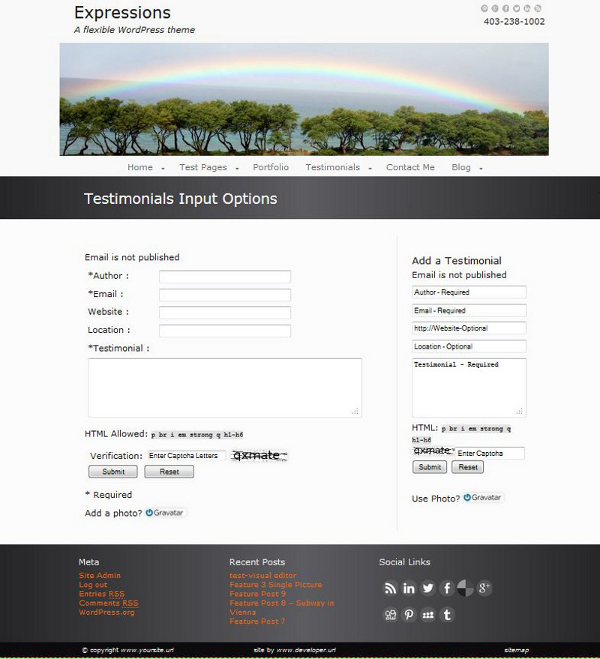 Expressions
A flexible WordPress theme
403-238-1002
Home Test Pages Portfolio Testimonials Contact Me Blog
Testimonials Input Options
Email is not published
*Author :
*Email :
Website :
Location :
*Testimonial :
HTML Allowed: p br i em strong q h1-h6
Verification: Enter Captcha Letters qxmate
Submit Reset
* Required
Add a photo? Gravatar
Add a Testimonial
Email is not published
Author - Required
Email - Required
http://Website-Optional
Location - Optional
Testimonial - Required
HTML: p br i em strong q
h1-h6
qxmate Enter Captcha
Submit Reset
Use Photo? Gravatar
Meta
Site Admin
Log out
Entries RSS
Comments RSS
WordPress.org
Recent Posts
test-visual editor
Feature 3 Single Picture
Feature Post 9
Feature Post 8 – Subway in
Vienna
Feature Post 7
Social Links
© copyright www.yoursite.url site by www.developer.url sitemap